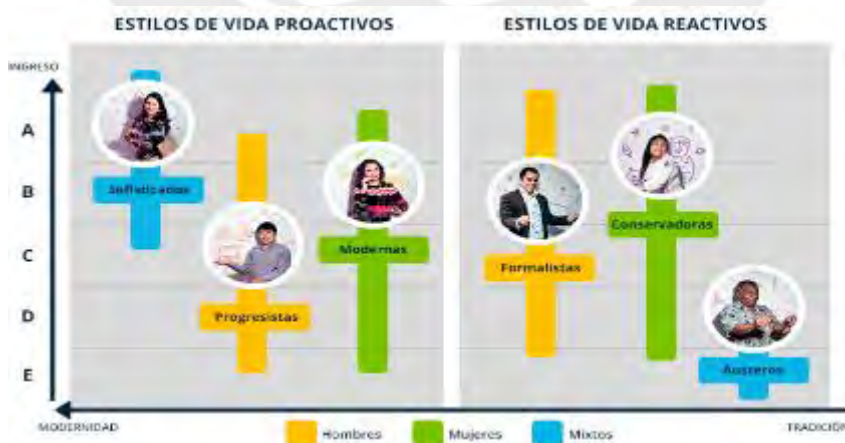 ESTILOS DE VIDA PROACTIVOS
ESTILOS DE VIDA REACTIVOS
INGRESO
A
B
C
D
E
Sofisticados
Progresistas
Modernas
Formalistas
Conservadoras
Austeros
MODERNIDAD
TRADICIÓN
Hombres
Mujeres
Mixtos